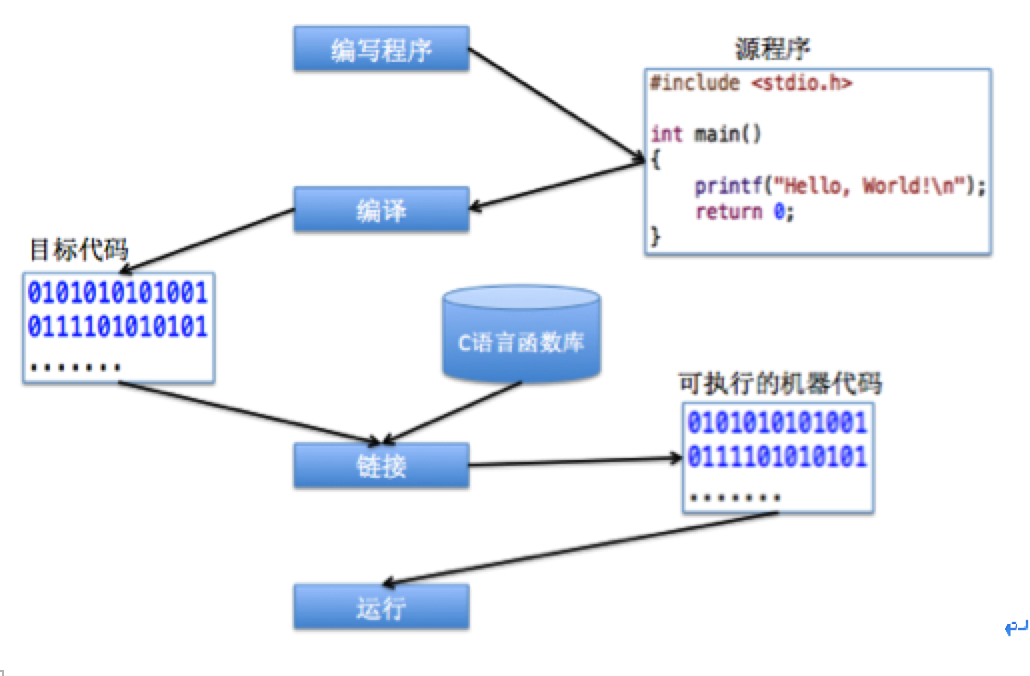 编写程序
源程序
#include <stdio.h>
int main()
{
printf("Hello, World!\n");
return 0;
}
编译
目标代码
0101010101001
0111101010101
.......
C语言函数库
链接
可执行的机器代码
0101010101001
0111101010101
.......
运行